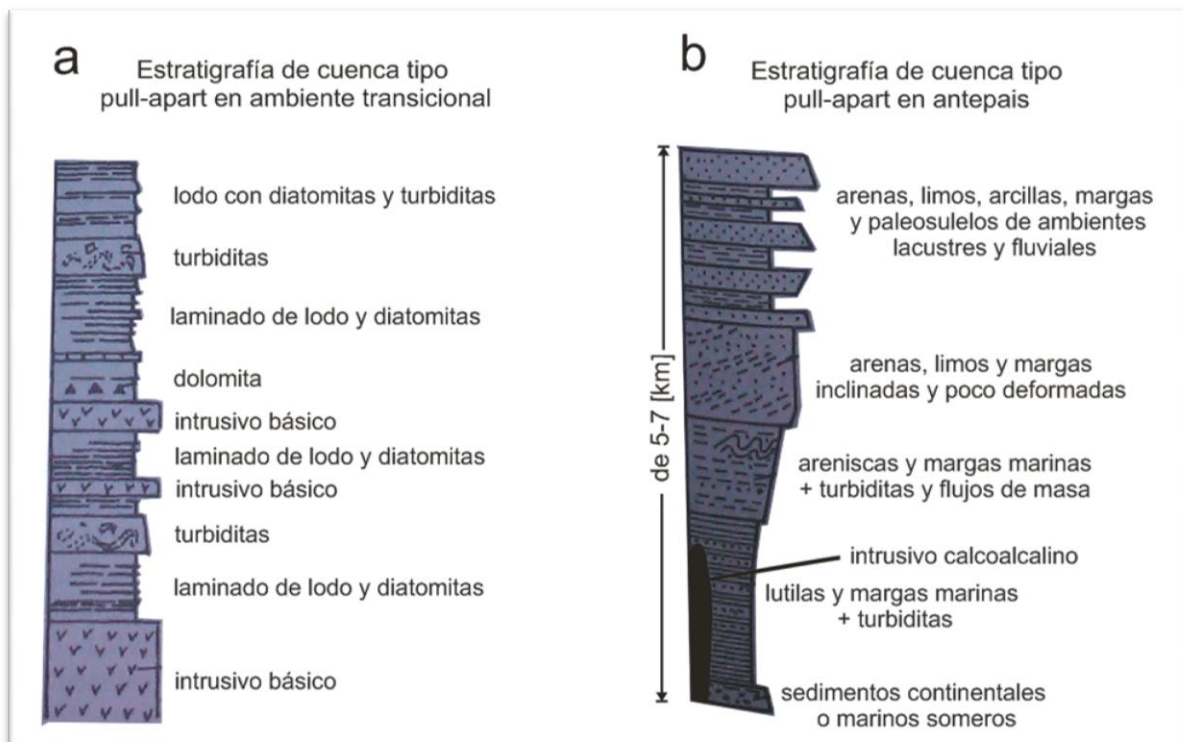 a
Estratigrafía de cuenca tipo
pull-apart en ambiente transicional
lodo con diatomitas y turbiditas
turbiditas
laminado de lodo y diatomitas
dolomita
intrusivo básico
laminado de lodo y diatomitas
intrusivo básico
turbiditas
laminado de lodo y diatomitas
intrusivo básico
b
Estratigrafía de cuenca tipo
pull-apart en antepais
de 5-7 [km]
arenas, limos, arcillas, margas
y paleosulelos de ambientes
lacustres y fluviales
arenas, limos y margas
inclinadas y poco deformadas
areniscas y margas marinas
+ turbiditas y flujos de masa
intrusivo calcoalcalino
lutilas y margas marinas
+ turbiditas
sedimentos continentales
o marinos someros